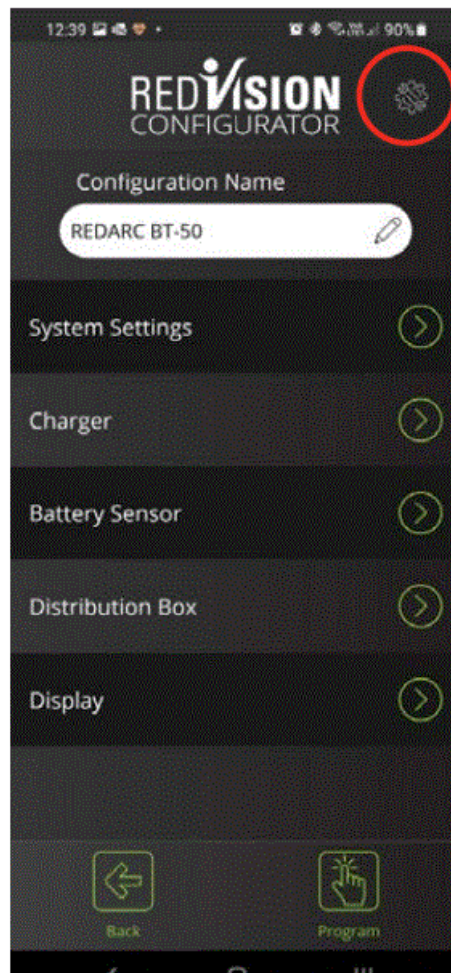 12:39
90%
REDVISION
CONFIGURATOR
Configuration Name
REDARC BT-50
System Settings
Charger
Battery Sensor
Distribution Box
Display
Back
Program